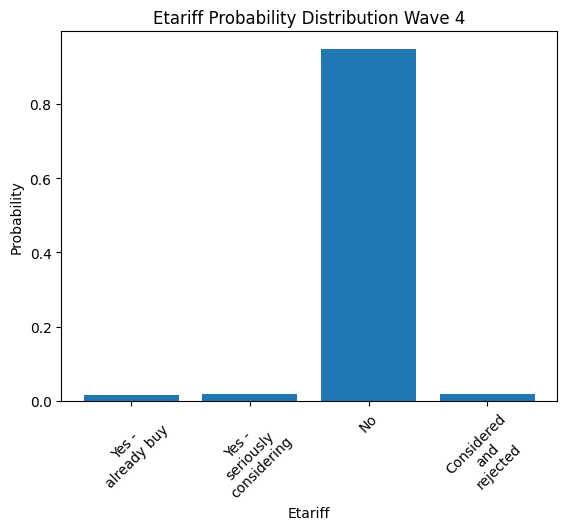 Etariff Probability Distribution Wave 4
Probability
0.8
0.6
0.4
0.2
0.0
Yes -
already buy
Yes -
seriously
considering
No
Considered
and
rejected
Etariff